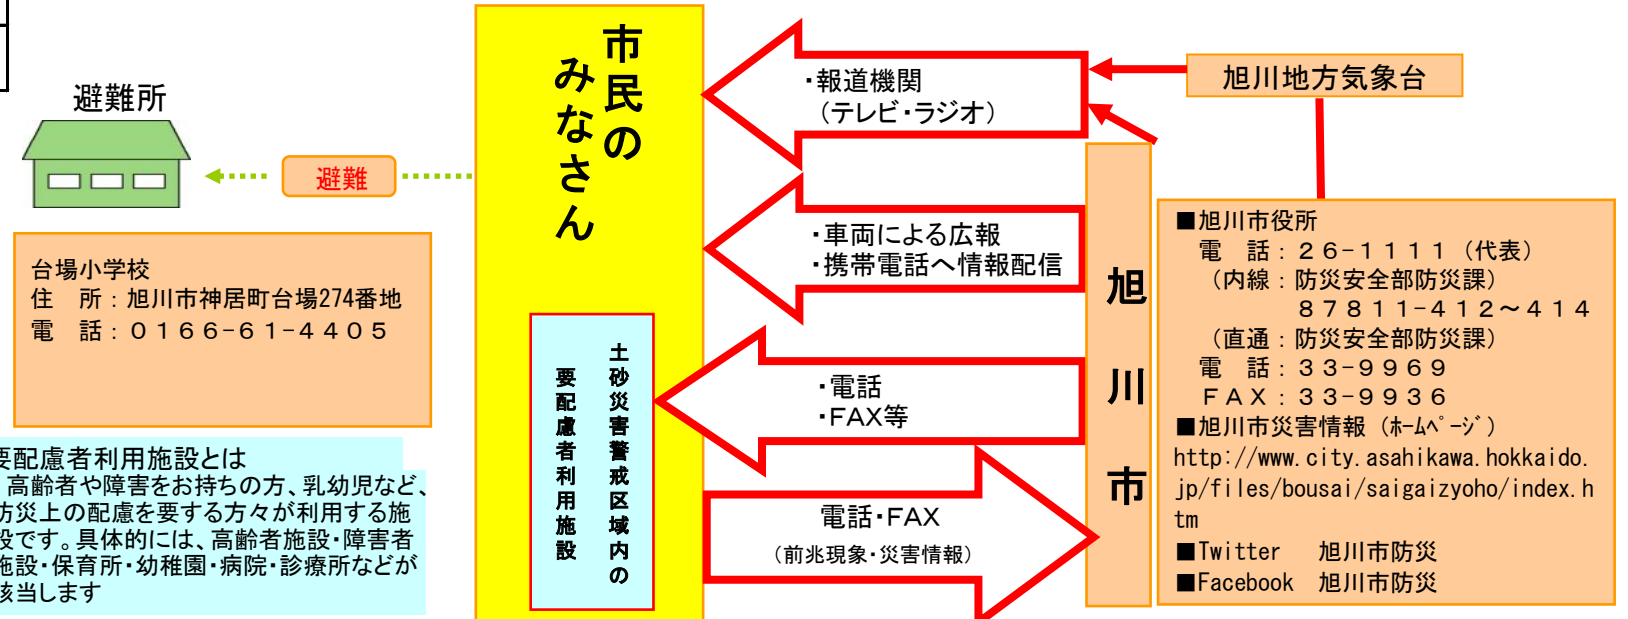 避難所
避難
台場小学校
住　所：旭川市神居町台場274番地
電　話：０１６６-６１-４４０５
要配慮者利用施設とは
高齢者や障害をお持ちの方、乳幼児など、
防災上の配慮を要する方々が利用する施
設です。具体的には、高齢者施設・障害者
施設・保育所・幼稚園・病院・診療所などが
該当します
市民の
みなさん
土砂災害警戒区域内の
要配慮者利用施設
・報道機関
（テレビ・ラジオ）
・車両による広報
・携帯電話へ情報配信
・電話
・FAX等
電話・FAX
（前兆現象・災害情報）
旭川市
旭川地方気象台
■旭川市役所
電　話：２６-１１１１（代表）
（内線：防災安全部防災課）
８７８１１-４１２～４１４
（直通：防災安全部防災課）
電　話：３３-９９６９
ＦＡＸ：３３-９９３６
■旭川市災害情報（ﾎｰﾑﾍﾟｰｼﾞ）
http://www.city.asahikawa.hokkaido.
jp/files/bousai/saigaizyoho/index.h
tm
■Twitter　旭川市防災
■Facebook　旭川市防災